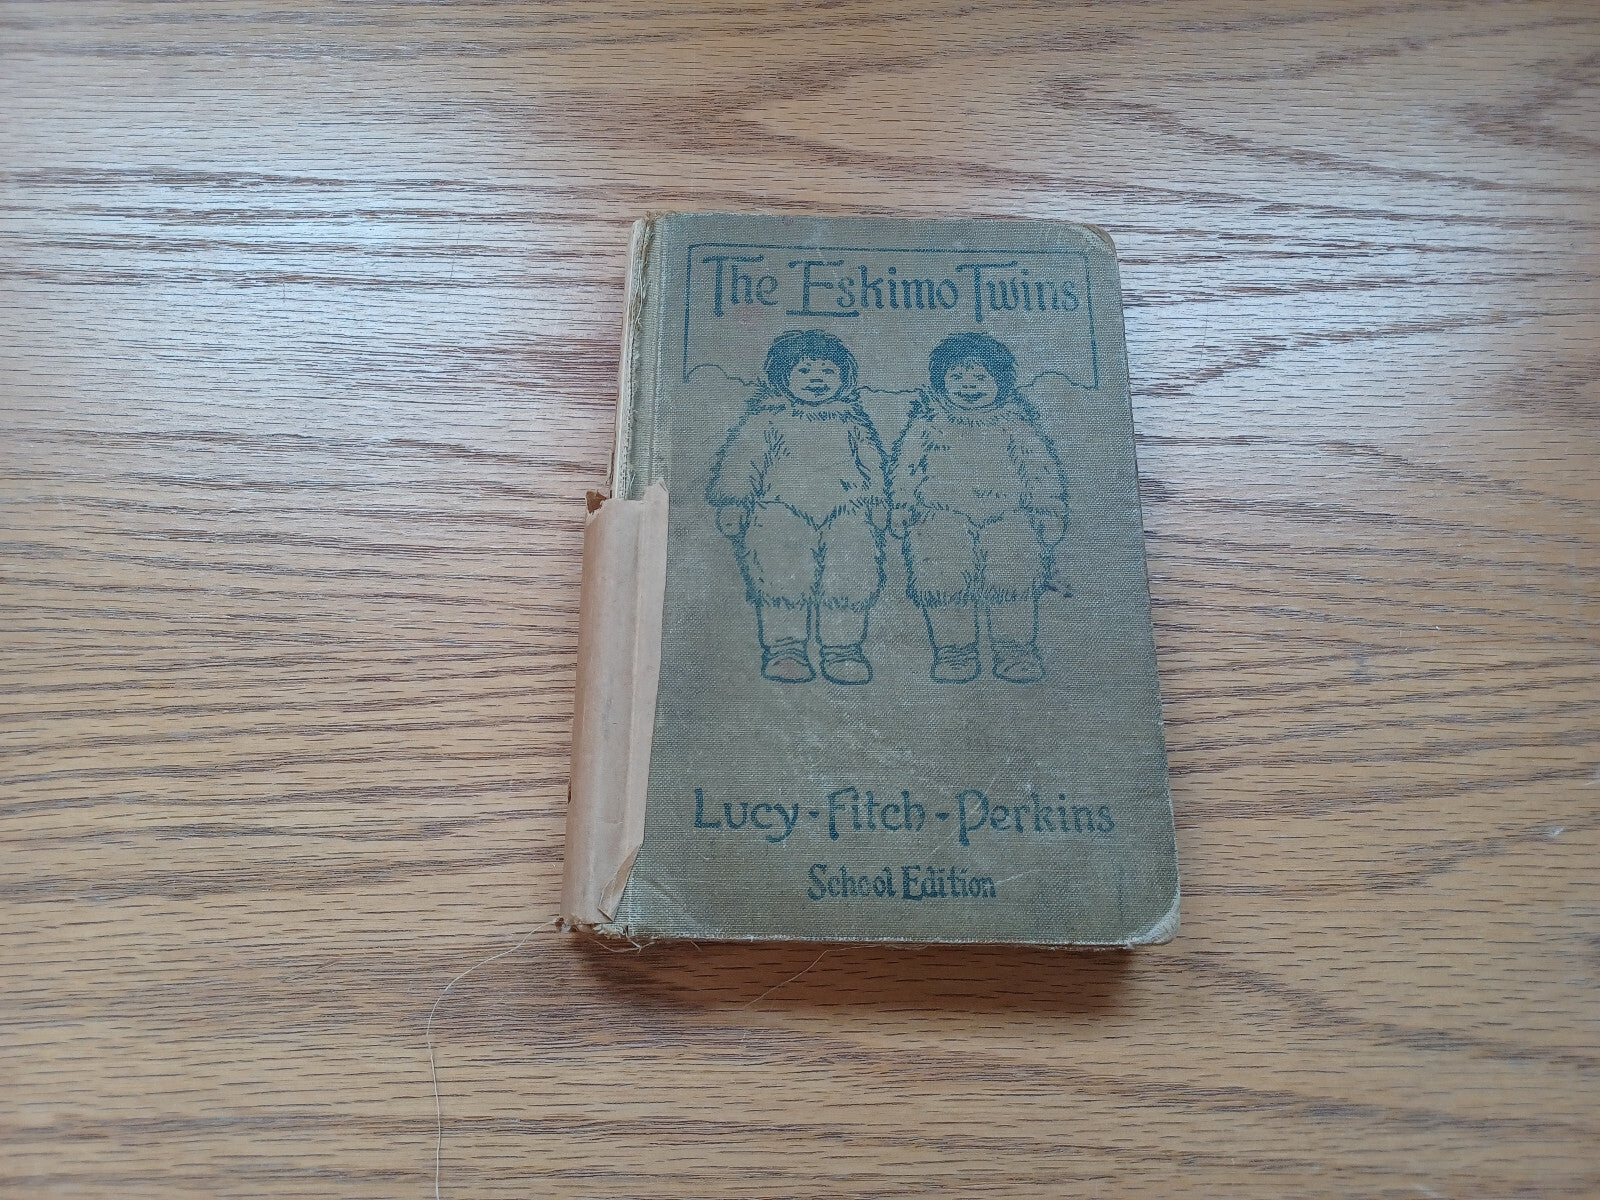 The Eskimo Twins
Lucy-Fitch-Perkins
School Edition